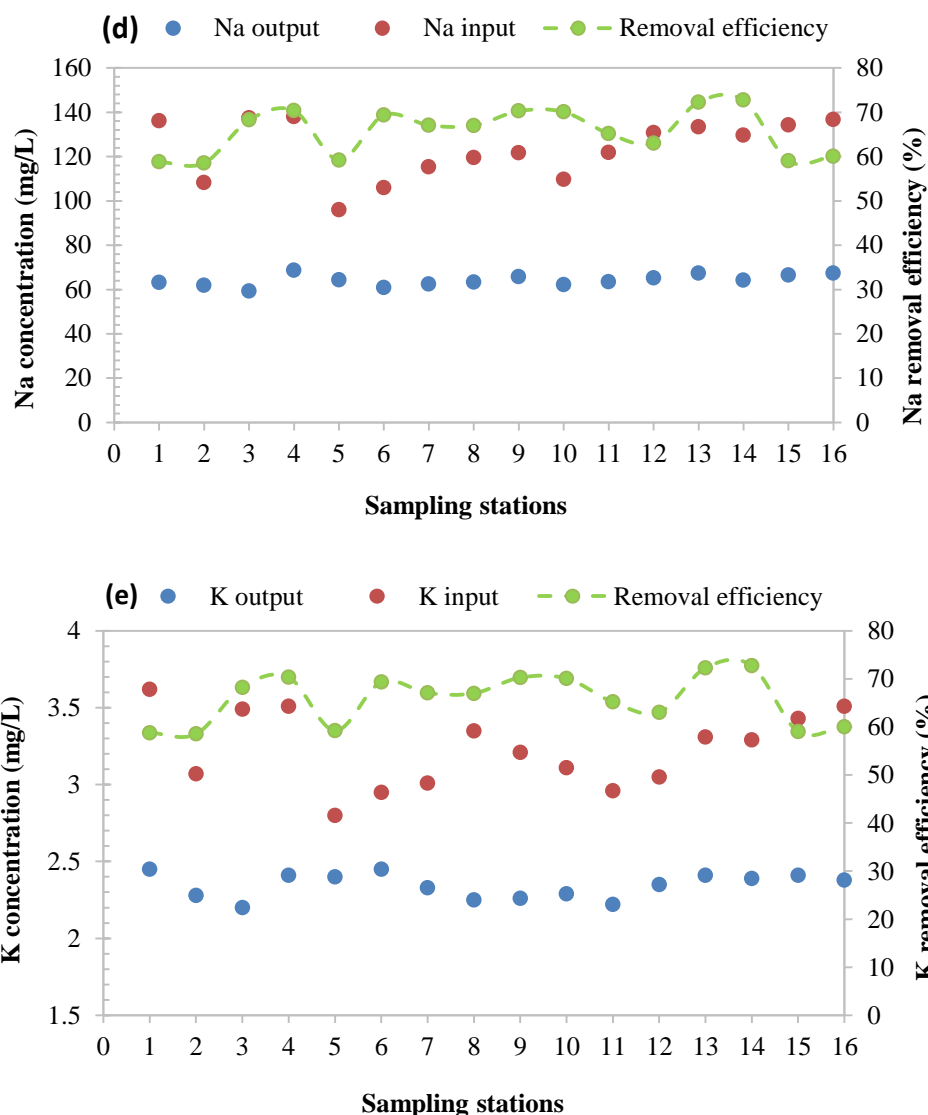 (d) Na output Na input Removal efficiency
160 80
140 70
120 60
100 50
80 40
60 30
40 20
20 10
0 0
Na concentration (mg/L)
Na removal efficiency (%)
0 1 2 3 4 5 6 7 8 9 10 11 12 13 14 15 16
Sampling stations
(e) K output K input Removal efficiency
4 80
70
3.5 60
50
3 40
2.5 30
20
2 10
1.5 0
K concentration (mg/L)
K removal efficiency (%)
0 1 2 3 4 5 6 7 8 9 10 11 12 13 14 15 16
Sampling stations